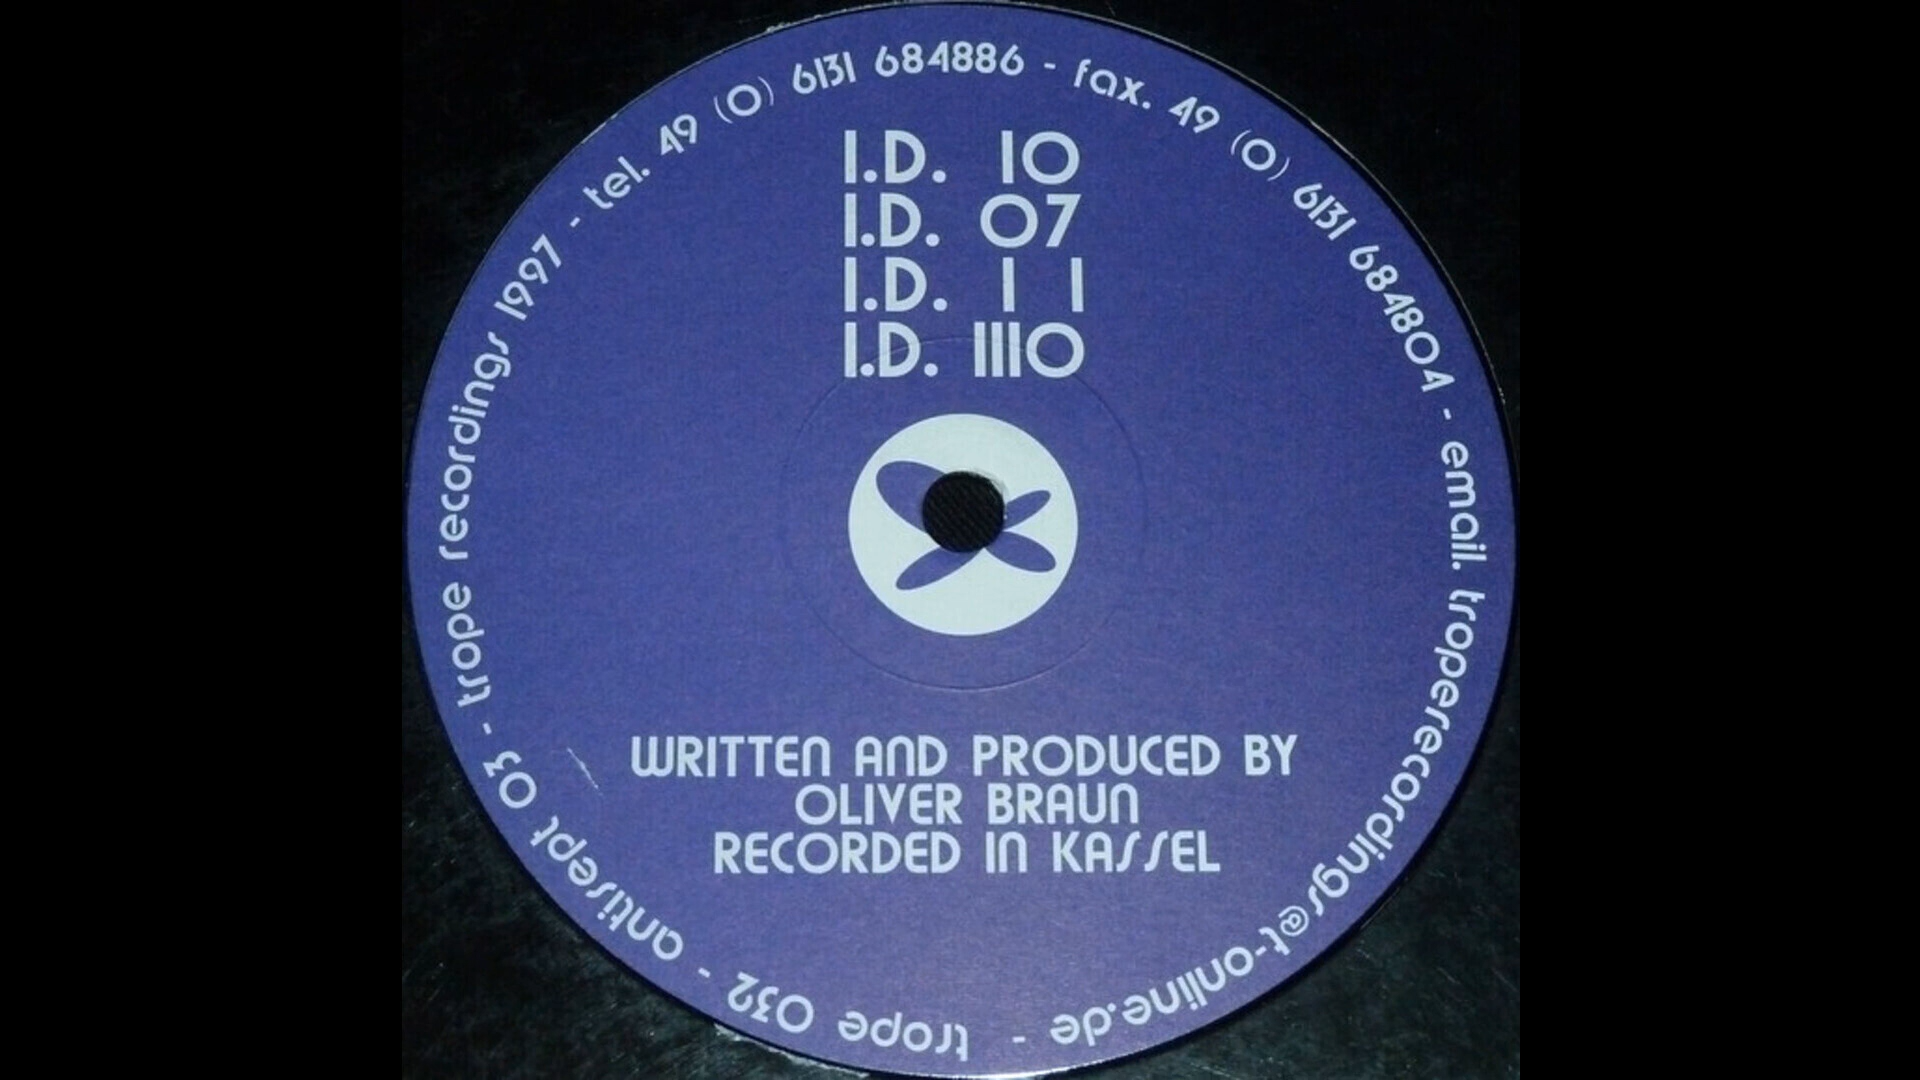 I.D. 10
I.D. 07
I.D. 1 1
I.D. 1110
WRITTEN AND PRODUCED BY
OLIVER BRAUN
RECORDED IN KASSEL
trope recordings 1997 - tel. 49 (0) 6131 684886 - fax. 49 (0) 6131 684804 - email. troperecordings@t-online.de - trope 032 - antisept 03 -